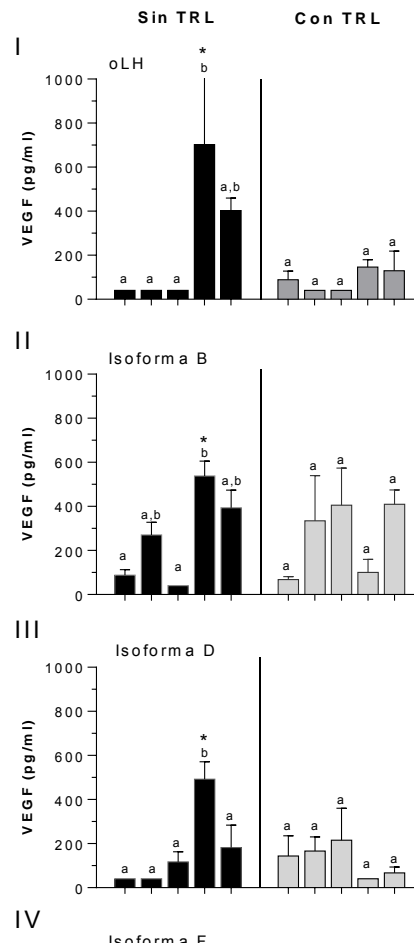 Sin TRL Con TRL
I
oLH
*
b
a,b
a a a
a a a a a
1000
800
600
400
200
0
VEGF (pg/ml)
II
Isoforma B
*
b
a a,b a a,b
a a a a a
1000
800
600
400
200
0
VEGF (pg/ml)
III
Isoforma D
*
b
a a a a
a a a a a
1000
800
600
400
200
0
VEGF (pg/ml)
IV